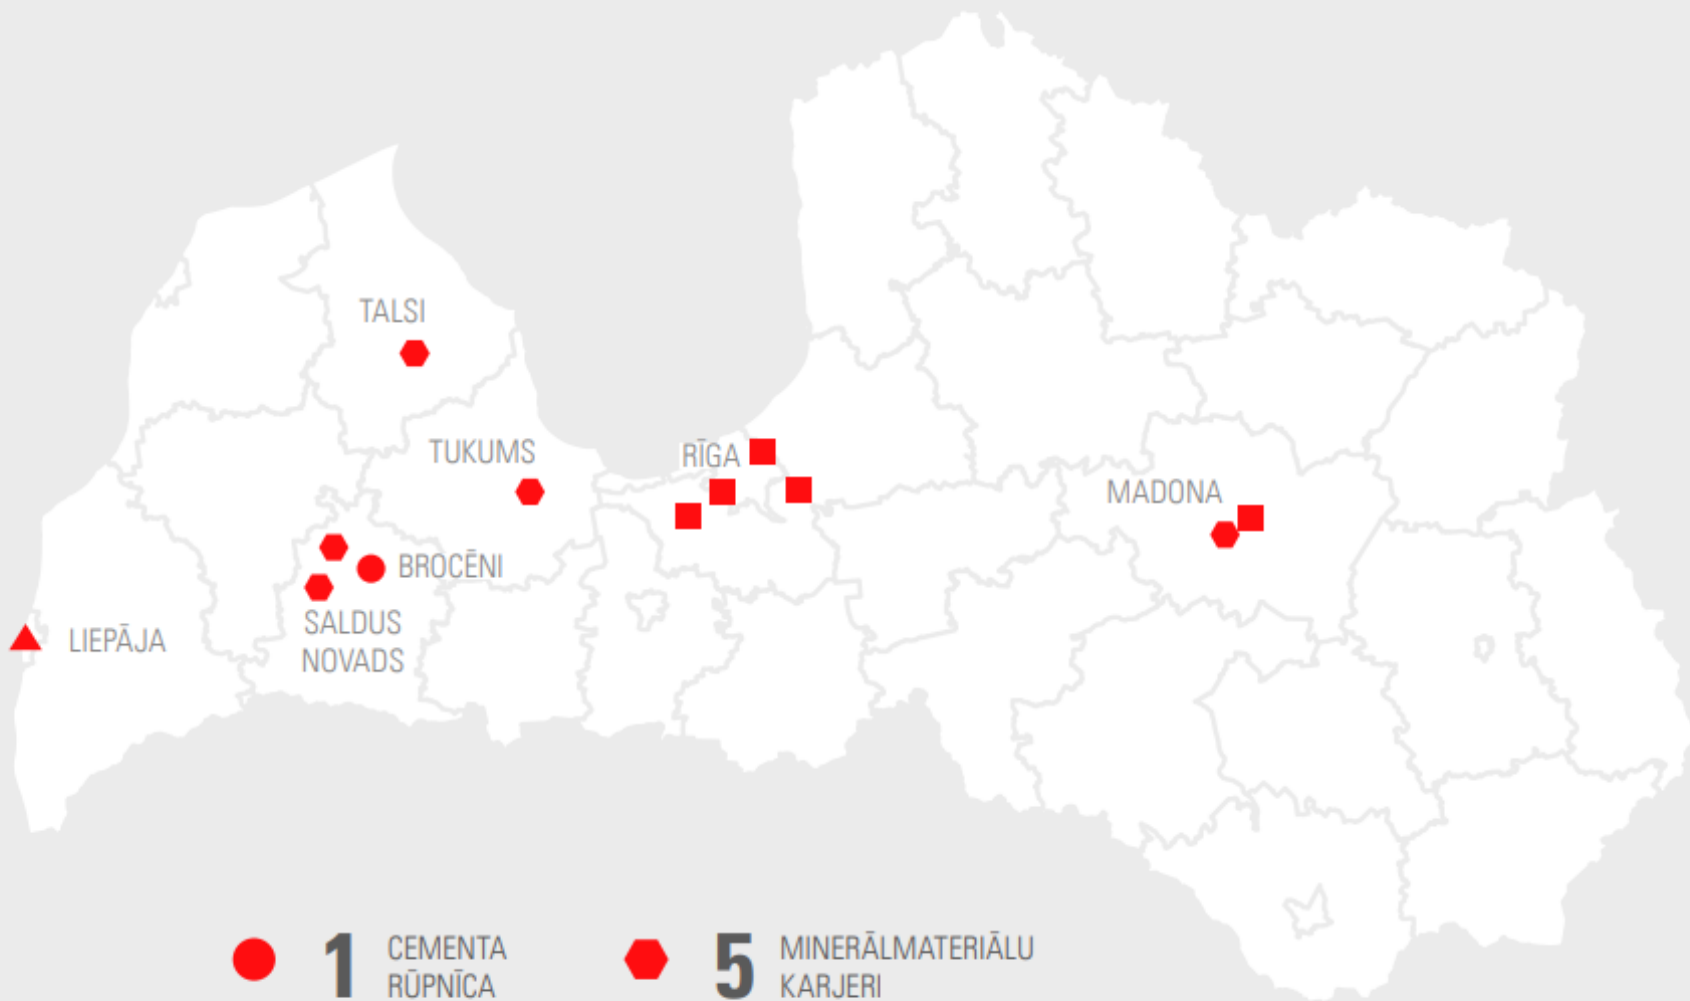 TALSI
TUKUMS
RĪGA
MADONA
BROCĒNI
SALDUS
NOVADS
LIEPĀJA
1 CEMENTA
RŪPNĪCA
5 MINERĀLMATERIĀLU
KARJERI